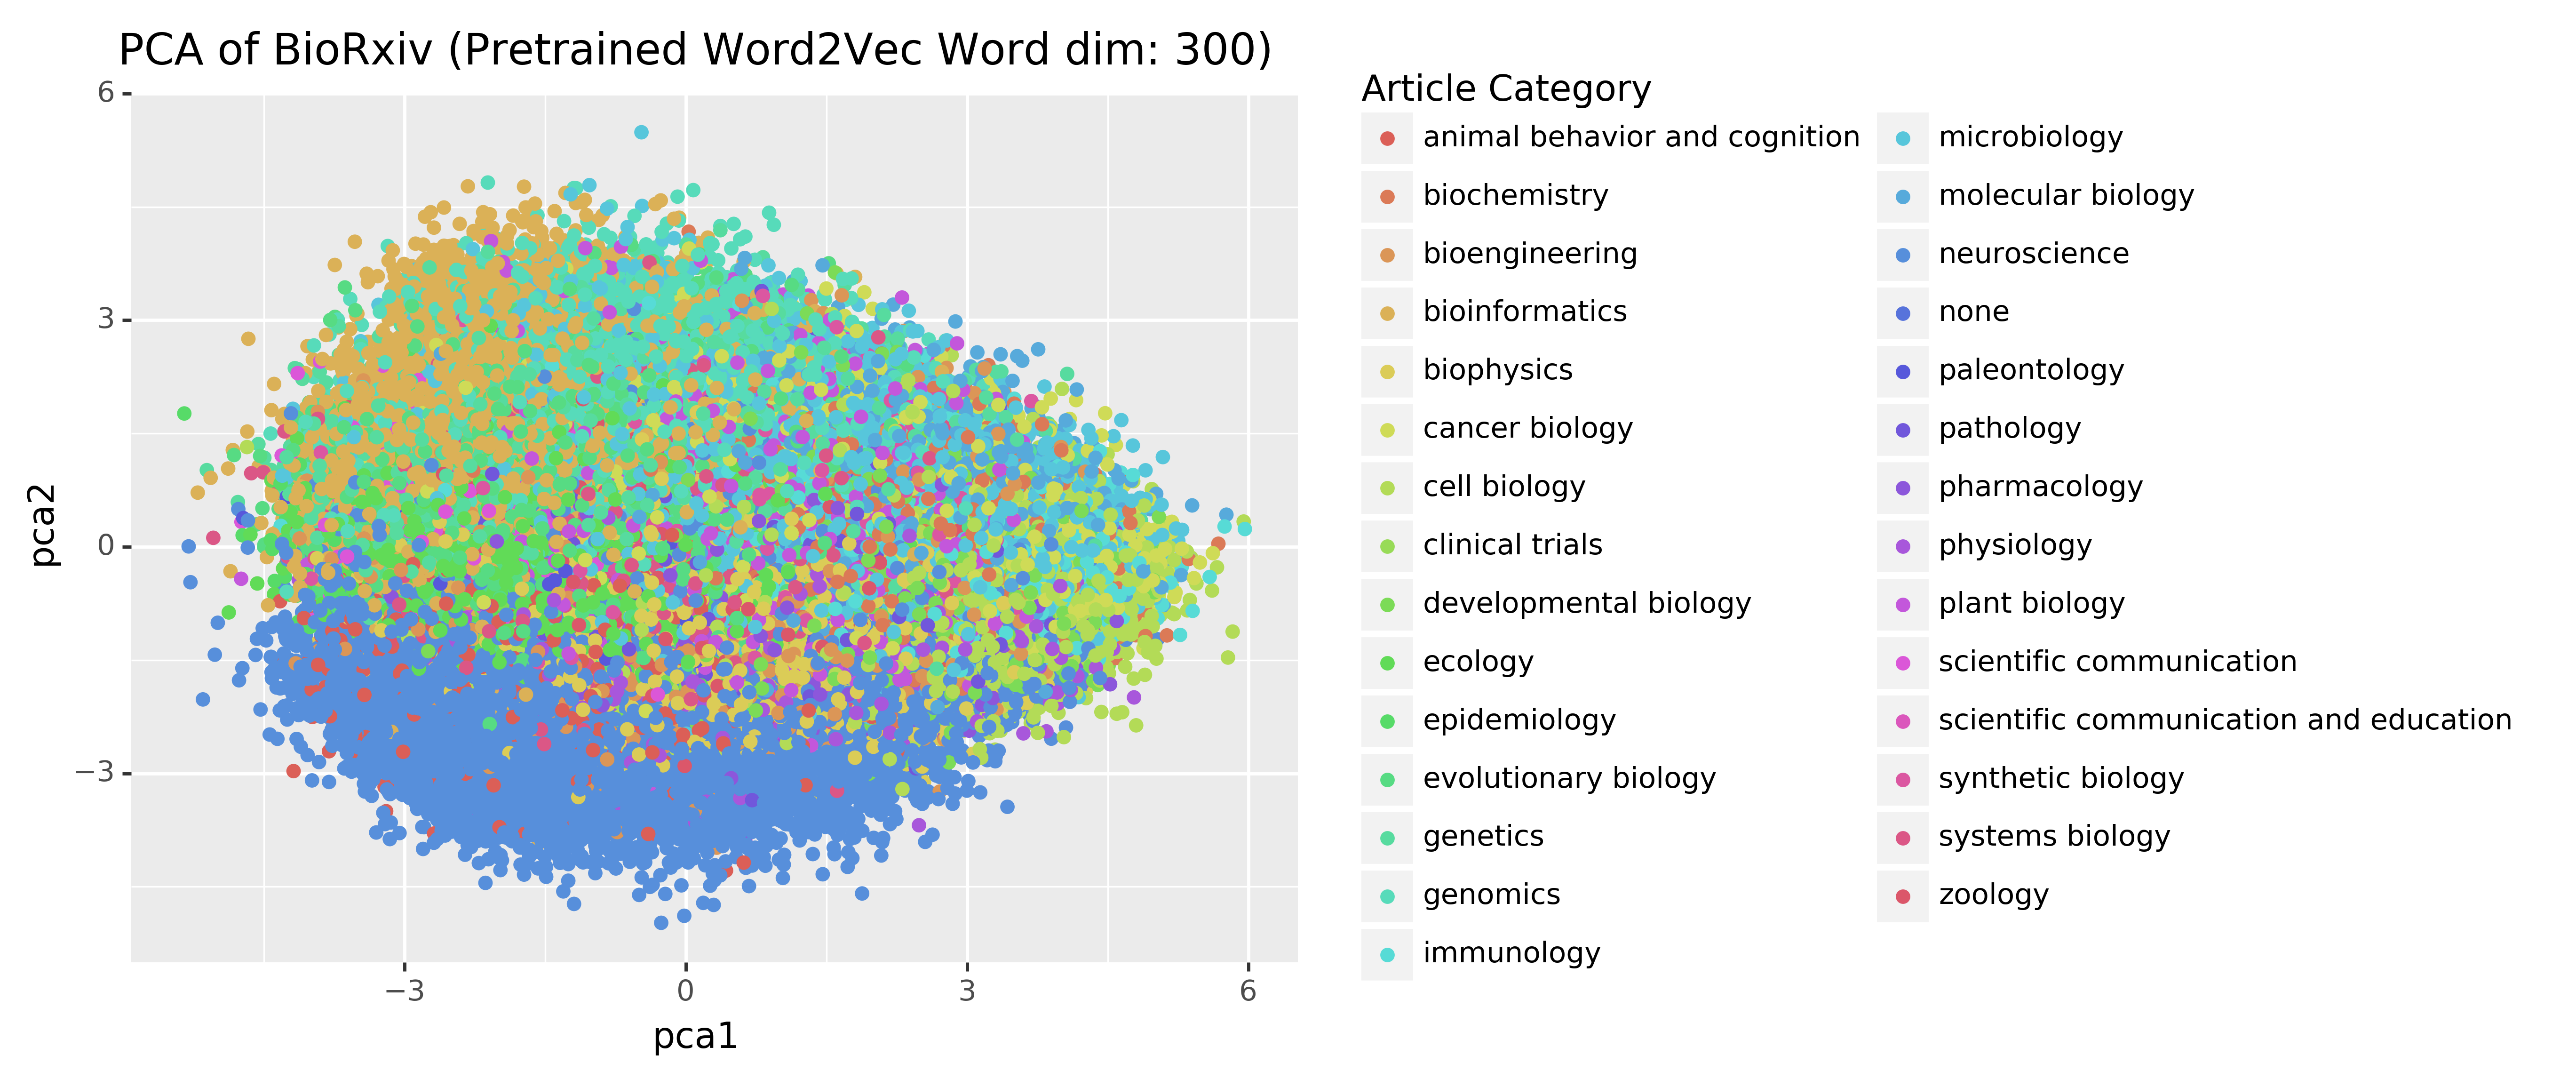 PCA of BioRxiv (Pretrained Word2Vec Word dim: 300)
6
3
0
−3
pca2
−3
0
3
6
pca1
Article Category
animal behavior and cognition
biochemistry
bioengineering
bioinformatics
biophysics
cancer biology
cell biology
clinical trials
developmental biology
ecology
epidemiology
evolutionary biology
genetics
genomics
immunology
microbiology
molecular biology
neuroscience
none
paleontology
pathology
pharmacology
physiology
plant biology
scientific communication
scientific communication and education
synthetic biology
systems biology
zoology